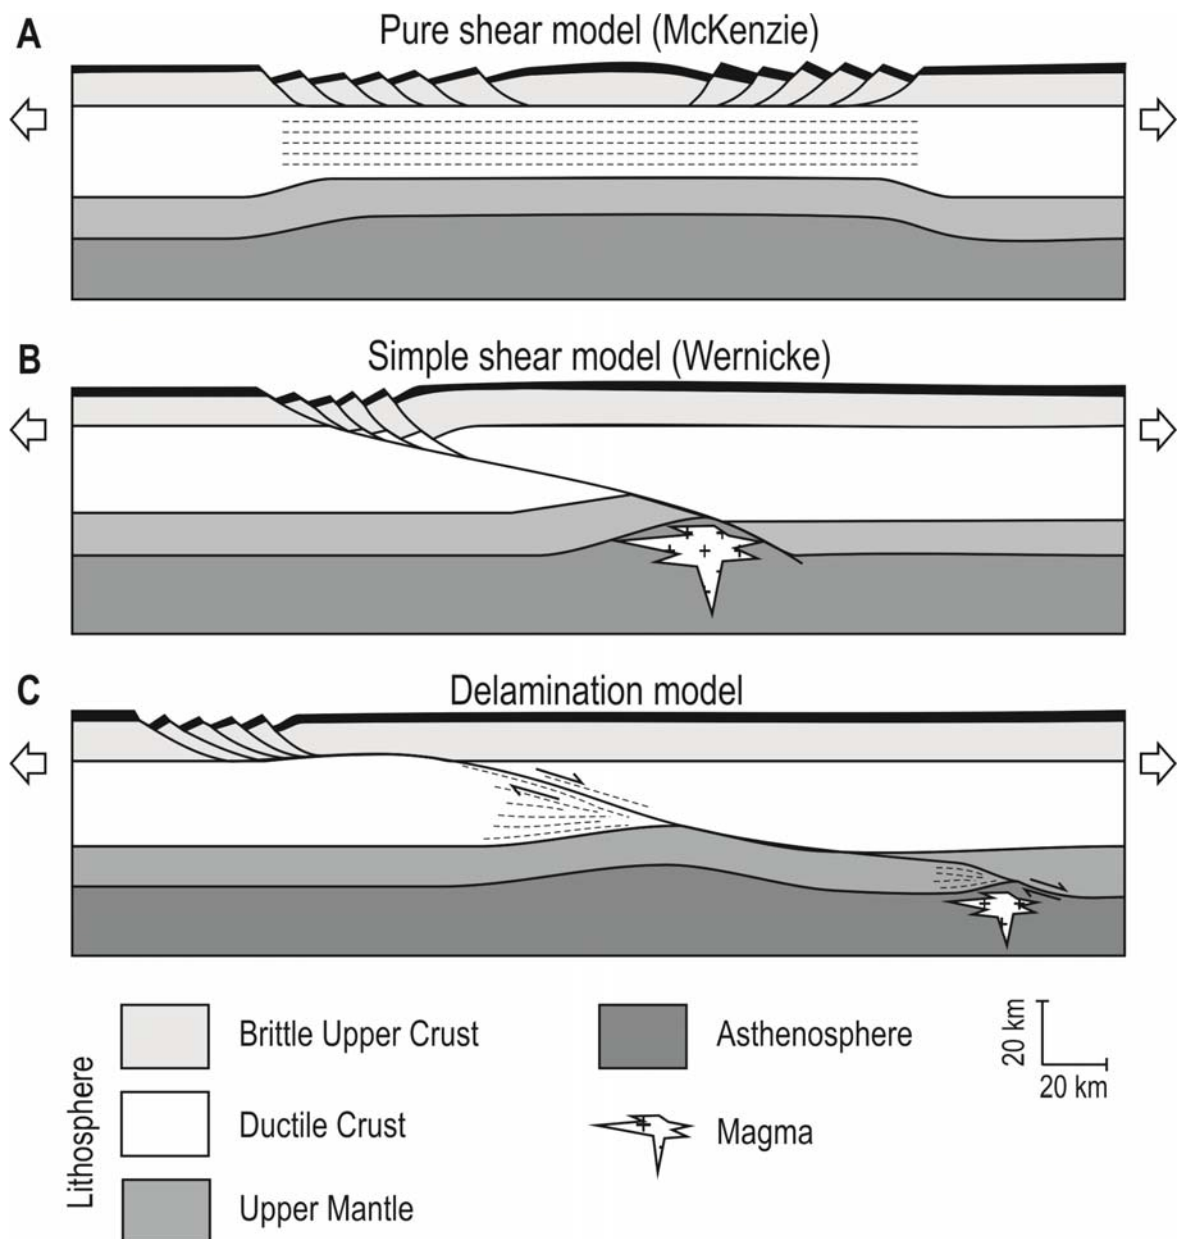 A
Pure shear model (McKenzie)
B
Simple shear model (Wernicke)
C
Delamination model
Lithosphere
Brittle Upper Crust
Ductile Crust
Upper Mantle
Asthenosphere
Magma
20 km
20 km